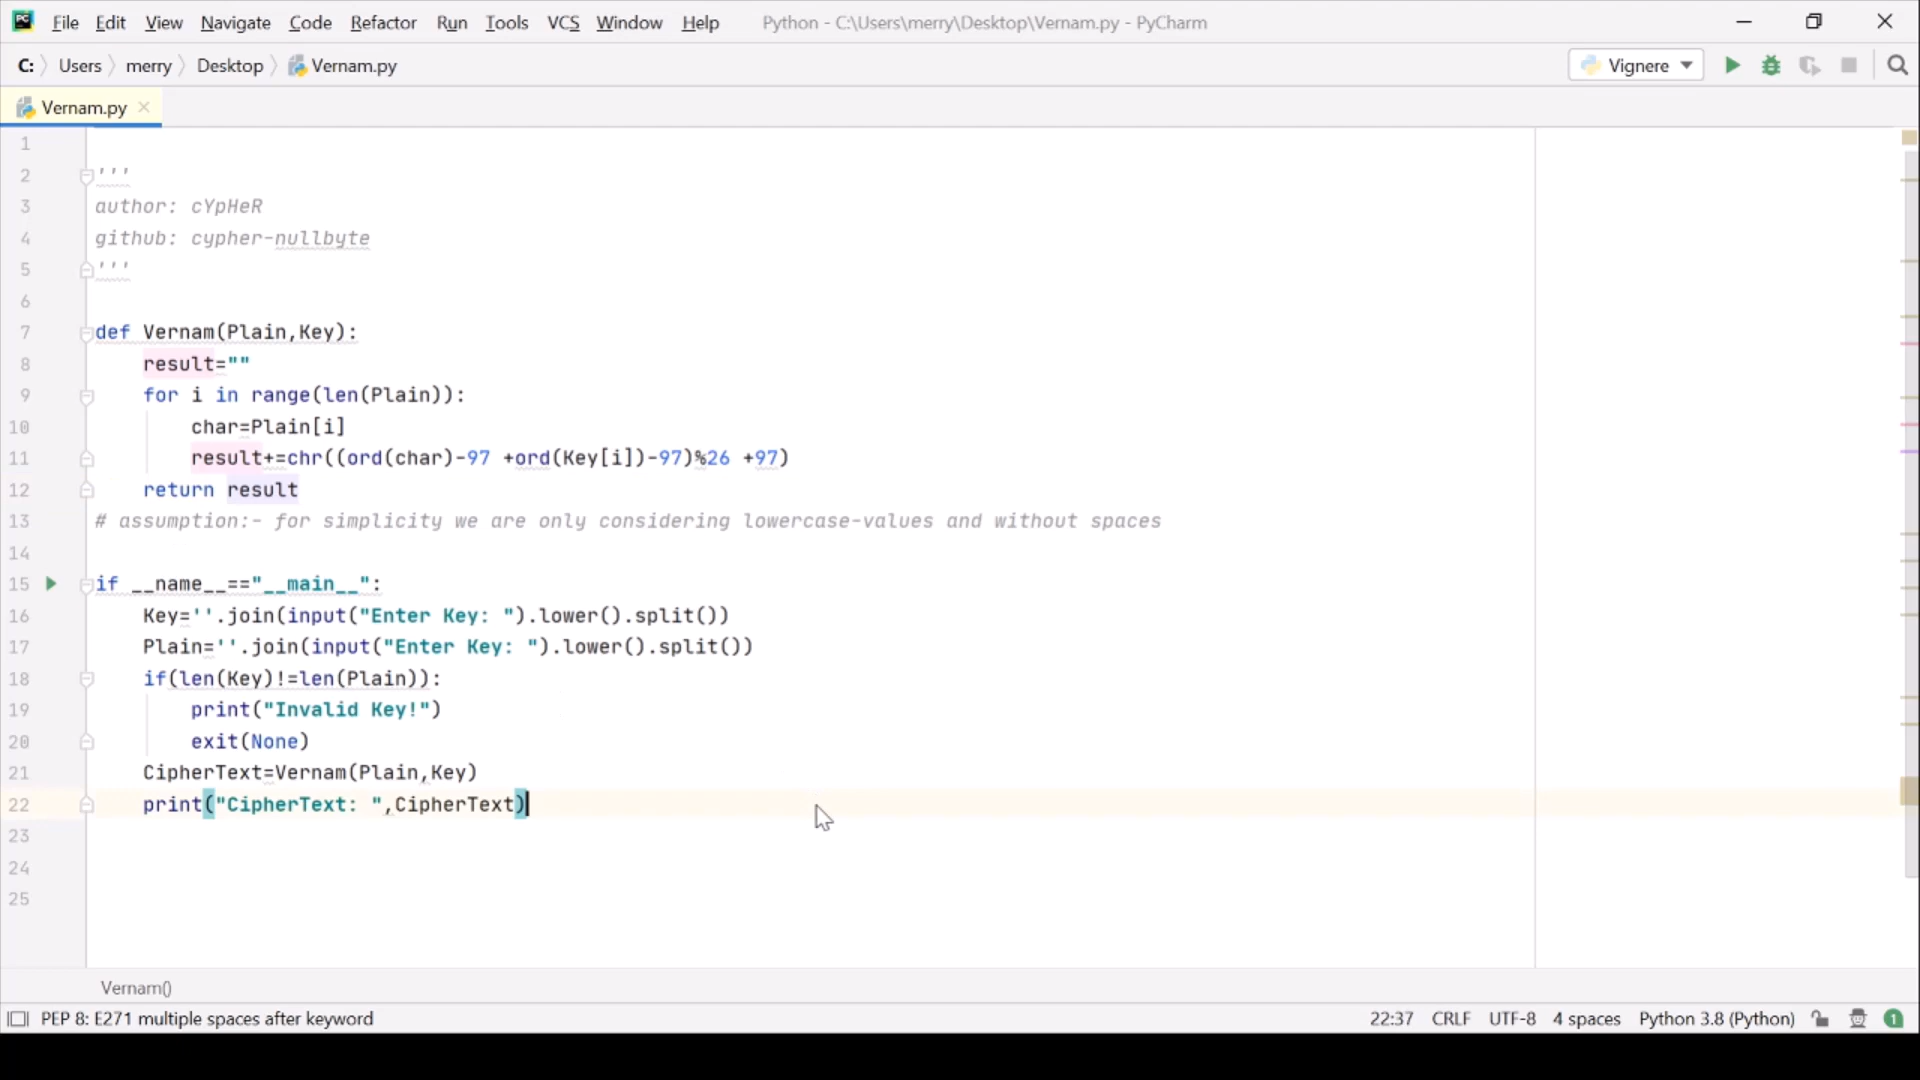 File Edit View Navigate Code Refactor Run Tools VCS Window Help Python - C:\Users\merry\Desktop\Vernam.py - PyCharm
C: Users merry Desktop Vernam.py Vignere
Vernam.py
1
2 '''
3 author: cYpHeR
4 github: cypher-nullbyte
5 '''
6
7 def Vernam(Plain,Key):
8 result=""
9 for i in range(len(Plain)):
10 char=Plain[i]
11 result+=chr((ord(char)-97 +ord(Key[i])-97)%26 +97)
12 return result
13 # assumption:- for simplicity we are only considering lowercase-values and without spaces
14
15 if __name__=="__main__":
16 Key=''.join(input("Enter Key: ").lower().split())
17 Plain=''.join(input("Enter Key: ").lower().split())
18 if(len(Key)!=len(Plain)):
19 print("Invalid Key!")
20 exit(None)
21 CipherText=Vernam(Plain,Key)
22 print("CipherText: ",CipherText)
23
24
25
Vernam()
PEP 8: E271 multiple spaces after keyword 22:37 CRLF UTF-8 4 spaces Python 3.8 (Python) 1